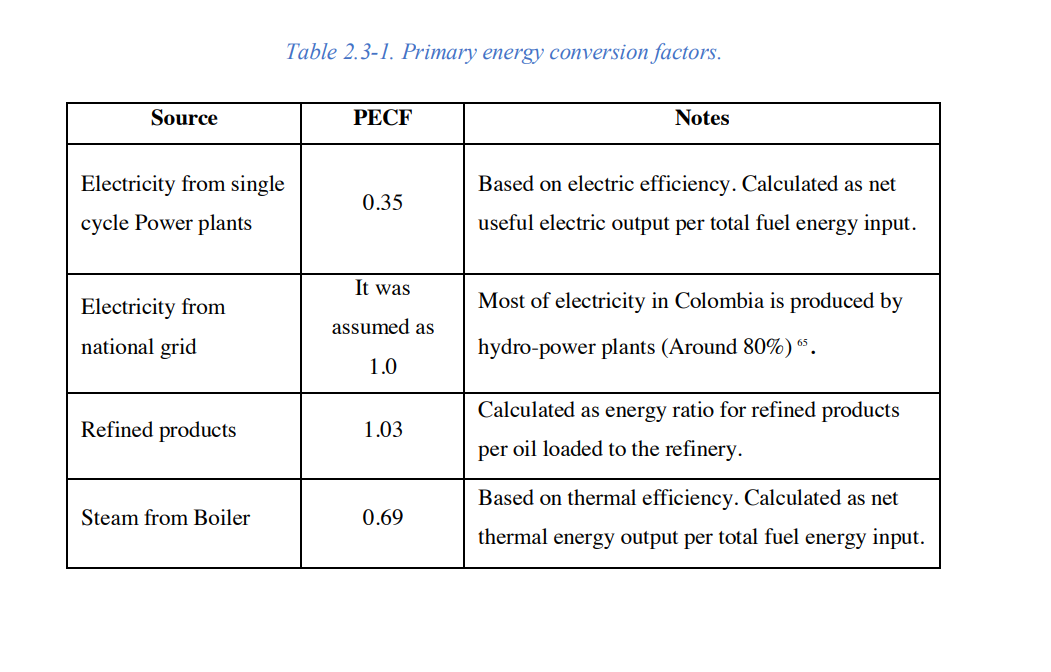 Table 2.3-1. Primary energy conversion factors.
Source
PECF
Notes
Electricity from single
cycle Power plants
0.35
Based on electric efficiency. Calculated as net
useful electric output per total fuel energy input.
Electricity from
national grid
It was
assumed as
1.0
Most of electricity in Colombia is produced by
hydro-power plants (Around 80%) 65.
Refined products
1.03
Calculated as energy ratio for refined products
per oil loaded to the refinery.
Steam from Boiler
0.69
Based on thermal efficiency. Calculated as net
thermal energy output per total fuel energy input.